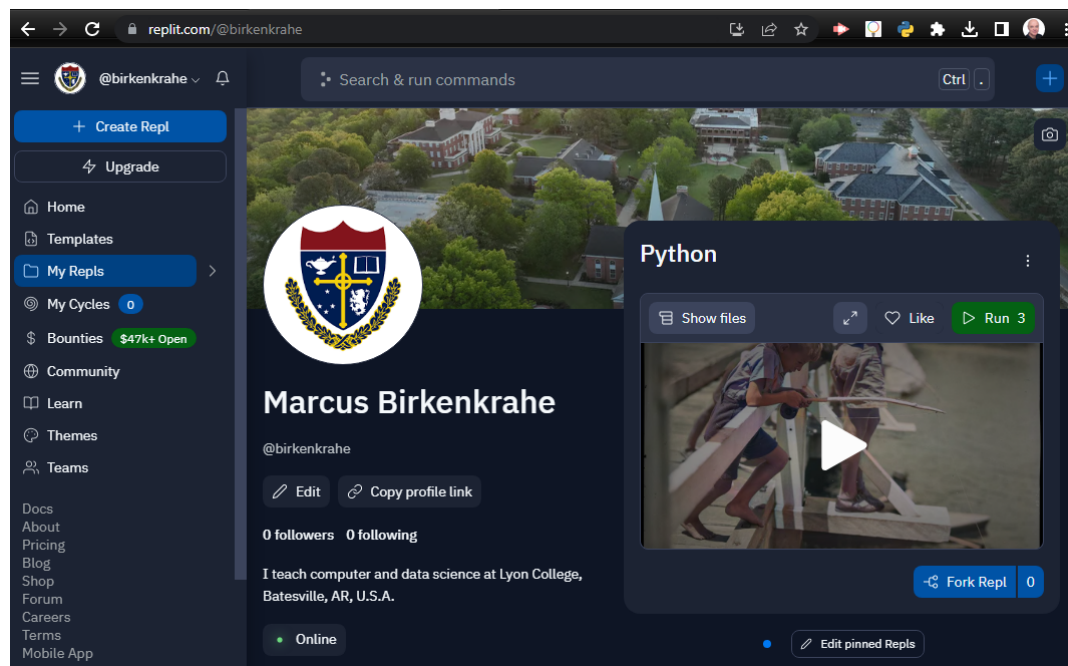 replit.com/@birkenkrahe
@birkenkrahe
Search & run commands
Ctrl .
+ Create Repl
Upgrade
Home
Templates
My Repls
My Cycles 0
Bounties $47k+ Open
Community
Learn
Themes
Teams
Docs
About
Pricing
Blog
Shop
Forum
Careers
Terms
Mobile App
Marcus Birkenkrahe
@birkenkrahe
Edit
Copy profile link
0 followers 0 following
I teach computer and data science at Lyon College,
Batesville, AR, U.S.A.
Online
Python
Show files
Like
Run 3
Fork Repl 0
Edit pinned Repls